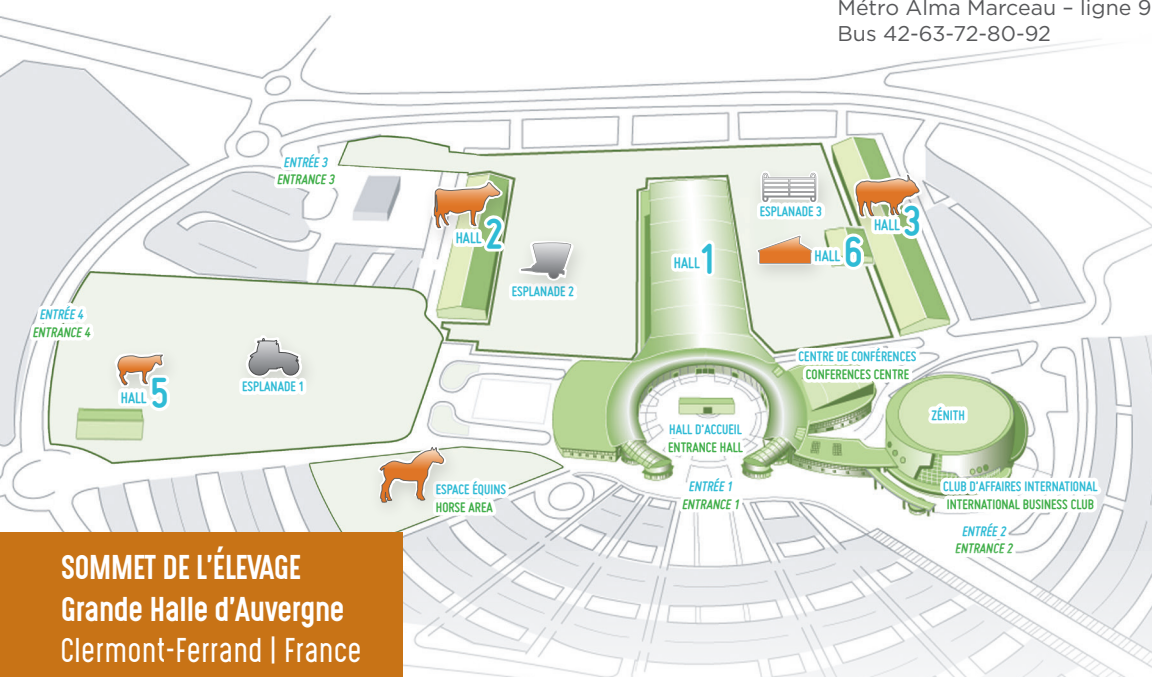 Métro Alma Marceau – ligne 9
Bus 42-63-72-80-92
ENTRÉE 3
ENTRANCE 3
HALL 2
ESPLANADE 2
HALL 1
ESPLANADE 3
HALL 6
HALL 3
ENTRÉE 4
ENTRANCE 4
HALL 5
ESPLANADE 1
CENTRE DE CONFÉRENCES
CONFERENCES CENTRE
HALL D'ACCUEIL
ENTRANCE HALL
ZÉNITH
ESPACE ÉQUINS
HORSE AREA
ENTRÉE 1
ENTRANCE 1
CLUB D'AFFAIRES INTERNATIONAL
INTERNATIONAL BUSINESS CLUB
ENTRÉE 2
ENTRANCE 2
SOMMET DE L'ÉLEVAGE
Grande Halle d'Auvergne
Clermont-Ferrand | France